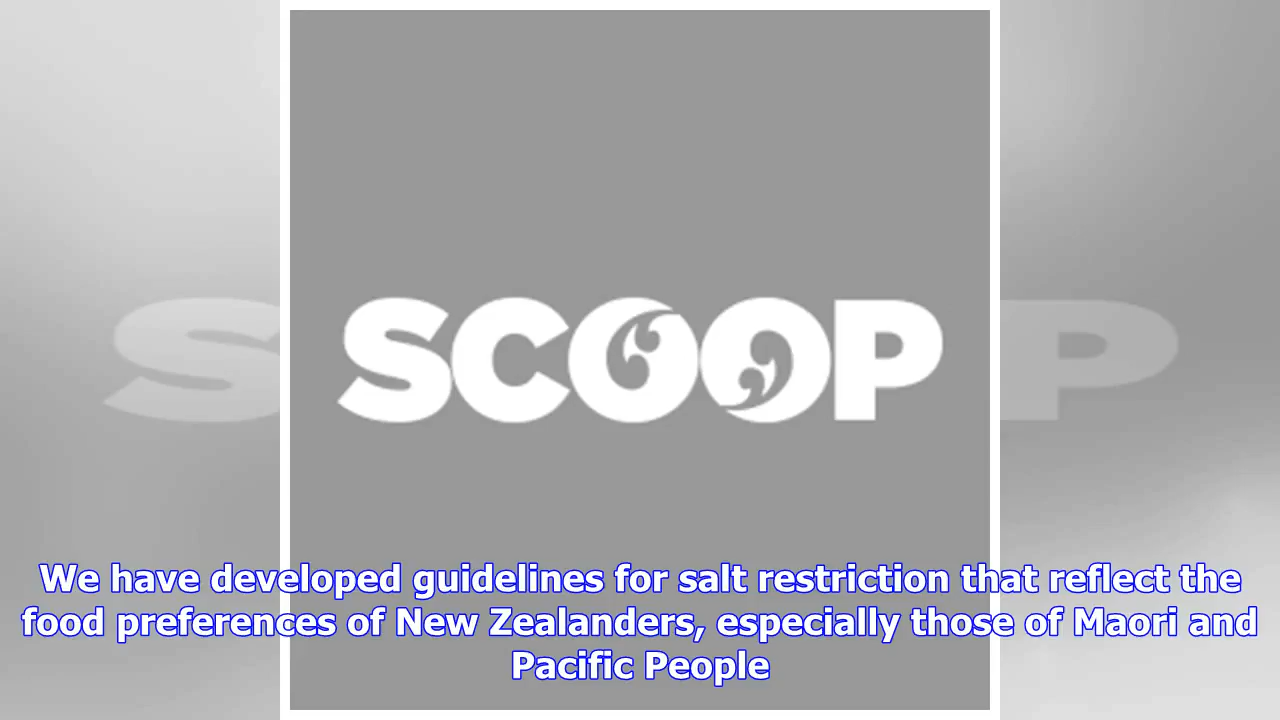 SCOOP
We have developed guidelines for salt restriction that reflect the
food preferences of New Zealanders, especially those of Maori and
Pacific People